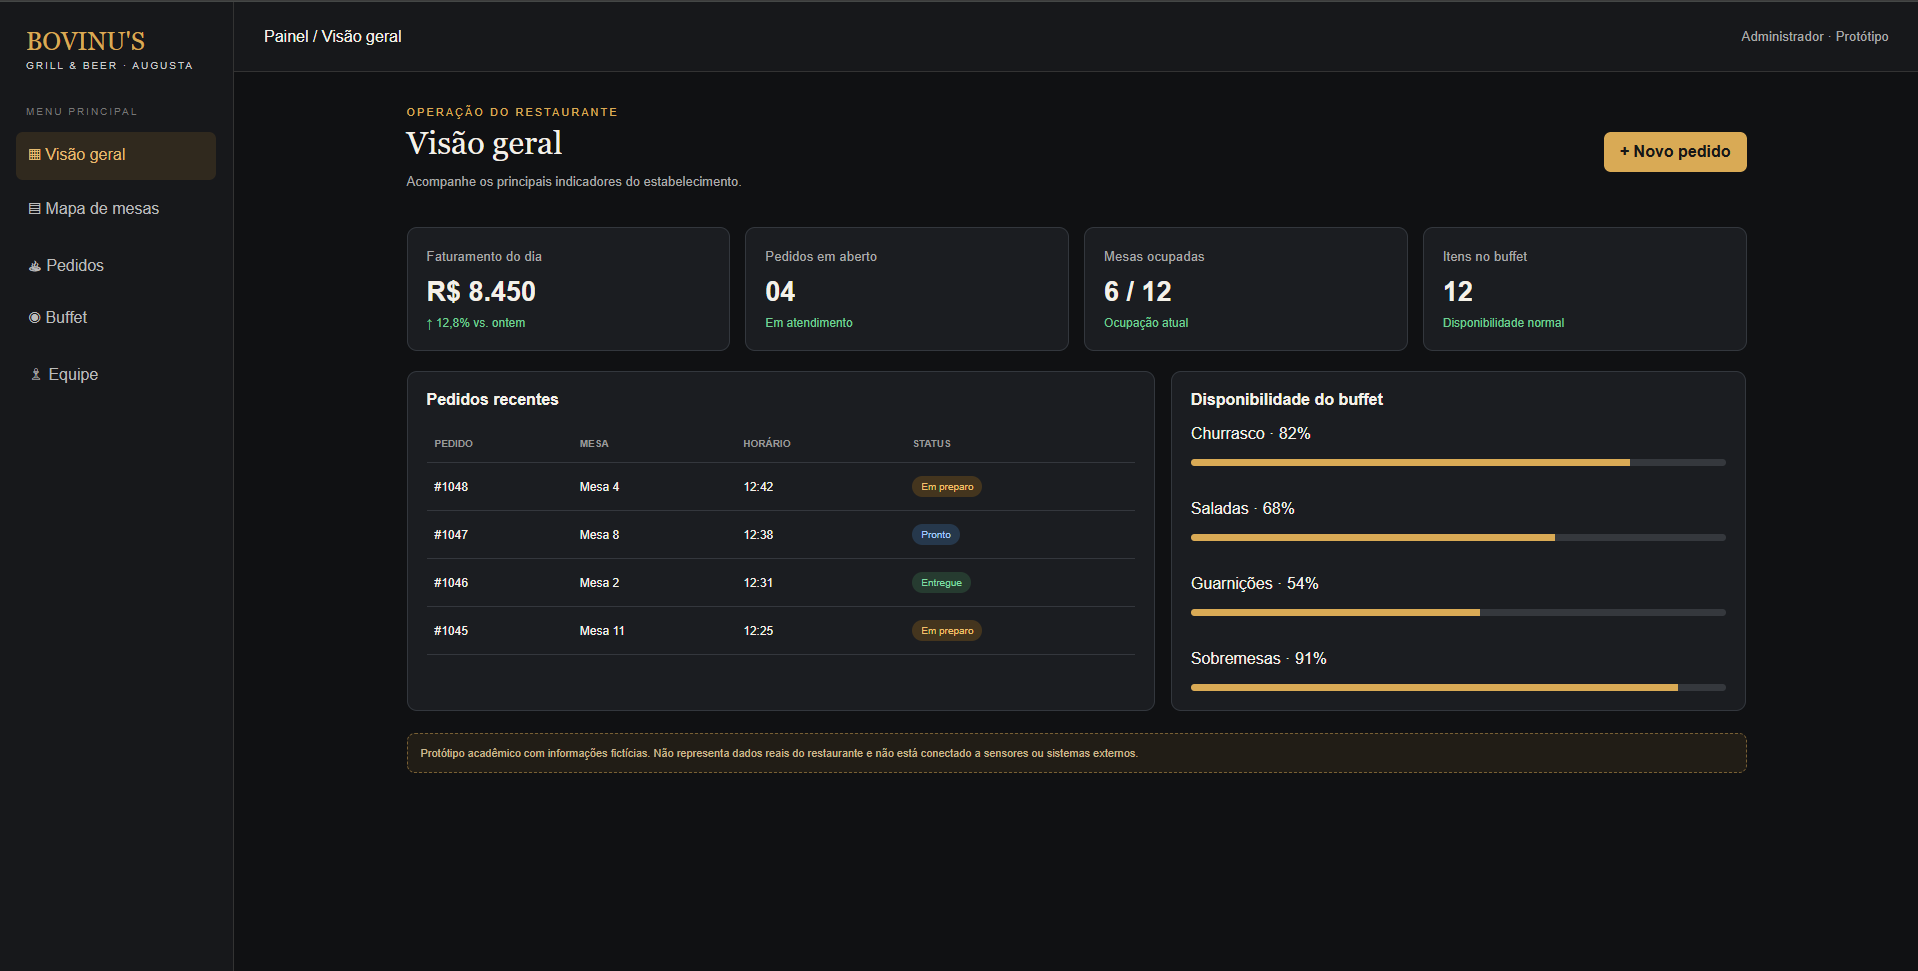 BOVINU'S
GRILL & BEER · AUGUSTA
MENU PRINCIPAL
Visão geral
Mapa de mesas
Pedidos
Buffet
Equipe
Painel / Visão geral
Administrador · Protótipo
OPERAÇÃO DO RESTAURANTE
Visão geral
Acompanhe os principais indicadores do estabelecimento.
+ Novo pedido
Faturamento do dia
R$ 8.450
↑ 12,8% vs. ontem
Pedidos em aberto
04
Em atendimento
Mesas ocupadas
6 / 12
Ocupação atual
Itens no buffet
12
Disponibilidade normal
Pedidos recentes
PEDIDO MESA HORÁRIO STATUS
#1048 Mesa 4 12:42 Em preparo
#1047 Mesa 8 12:38 Pronto
#1046 Mesa 2 12:31 Entregue
#1045 Mesa 11 12:25 Em preparo
Disponibilidade do buffet
Churrasco · 82%
Saladas · 68%
Guarnições · 54%
Sobremesas · 91%
Protótipo acadêmico com informações fictícias. Não representa dados reais do restaurante e não está conectado a sensores ou sistemas externos.